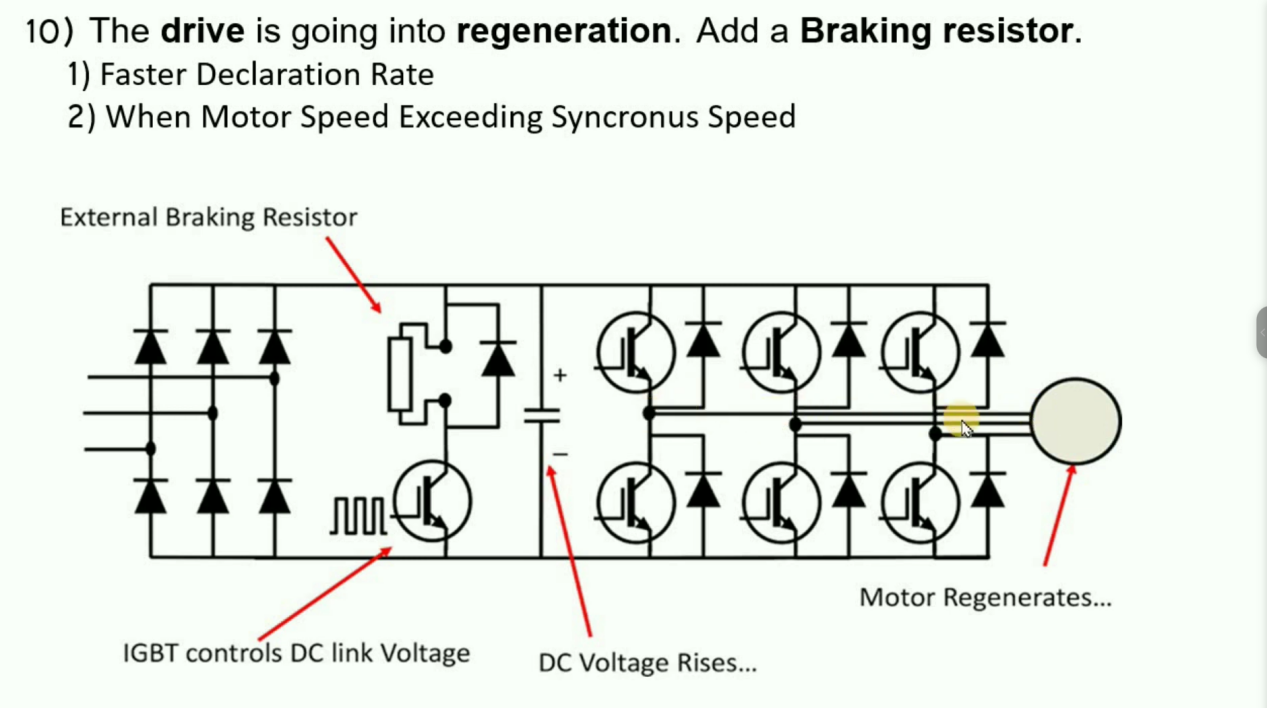 10) The drive is going into regeneration. Add a Braking resistor.
1) Faster Declaration Rate
2) When Motor Speed Exceeding Syncronus Speed
External Braking Resistor
+
−
Motor Regenerates...
IGBT controls DC link Voltage
DC Voltage Rises...